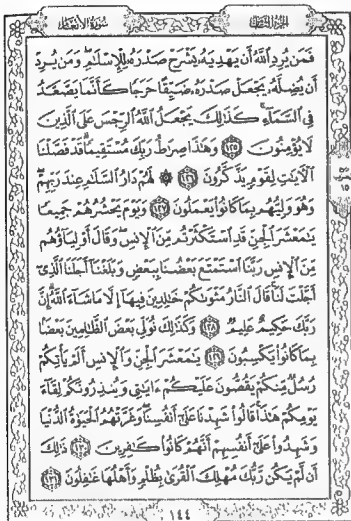 الجزء الثامن
سورة الأنعام
فَمَن يُرِدِ ٱللَّهُ أَن يَهْدِيَهُۥ يَشْرَحْ صَدْرَهُۥ لِلْإِسْلَٰمِ ۖ وَمَن يُرِدْ
أَن يُضِلَّهُۥ يَجْعَلْ صَدْرَهُۥ ضَيِّقًا حَرَجًا كَأَنَّمَا يَصَّعَّدُ
فِى ٱلسَّمَآءِ ۚ كَذَٰلِكَ يَجْعَلُ ٱللَّهُ ٱلرِّجْسَ عَلَى ٱلَّذِينَ
لَا يُؤْمِنُونَ ١٢٥ وَهَٰذَا صِرَٰطُ رَبِّكَ مُسْتَقِيمًا ۗ قَدْ فَصَّلْنَا
ٱلْءَايَٰتِ لِقَوْمٍ يَذَّكَّرُونَ ١٢٦ ۞ لَهُمْ دَارُ ٱلسَّلَٰمِ عِندَ رَبِّهِمْ ۖ
وَهُوَ وَلِيُّهُم بِمَا كَانُوا۟ يَعْمَلُونَ ١٢٧ وَيَوْمَ يَحْشُرُهُمْ جَمِيعًا
يَٰمَعْشَرَ ٱلْجِنِّ قَدِ ٱسْتَكْثَرْتُم مِّنَ ٱلْإِنسِ ۖ وَقَالَ أَوْلِيَآؤُهُم
مِّنَ ٱلْإِنسِ رَبَّنَا ٱسْتَمْتَعَ بَعْضُنَا بِبَعْضٍ وَبَلَغْنَآ أَجَلَنَا ٱلَّذِىٓ
أَجَّلْتَ لَنَا ۚ قَالَ ٱلنَّارُ مَثْوَىٰكُمْ خَٰلِدِينَ فِيهَآ إِلَّا مَا شَآءَ ٱللَّهُ ۗ إِنَّ
رَبَّكَ حَكِيمٌ عَلِيمٌ ١٢٨ وَكَذَٰلِكَ نُوَلِّى بَعْضَ ٱلظَّٰلِمِينَ بَعْضًۢا
بِمَا كَانُوا۟ يَكْسِبُونَ ١٢٩ يَٰمَعْشَرَ ٱلْجِنِّ وَٱلْإِنسِ أَلَمْ يَأْتِكُمْ
رُسُلٌ مِّنكُمْ يَقُصُّونَ عَلَيْكُمْ ءَايَٰتِى وَيُنذِرُونَكُمْ لِقَآءَ
يَوْمِكُمْ هَٰذَا ۚ قَالُوا۟ شَهِدْنَا عَلَىٰٓ أَنفُسِنَا ۖ وَغَرَّتْهُمُ ٱلْحَيَوٰةُ ٱلدُّنْيَا
وَشَهِدُوا۟ عَلَىٰٓ أَنفُسِهِمْ أَنَّهُمْ كَانُوا۟ كَٰفِرِينَ ١٣٠ ذَٰلِكَ
أَن لَّمْ يَكُن رَّبُّكَ مُهْلِكَ ٱلْقُرَىٰ بِظُلْمٍ وَأَهْلُهَا غَٰفِلُونَ ١٣١
١٤٤